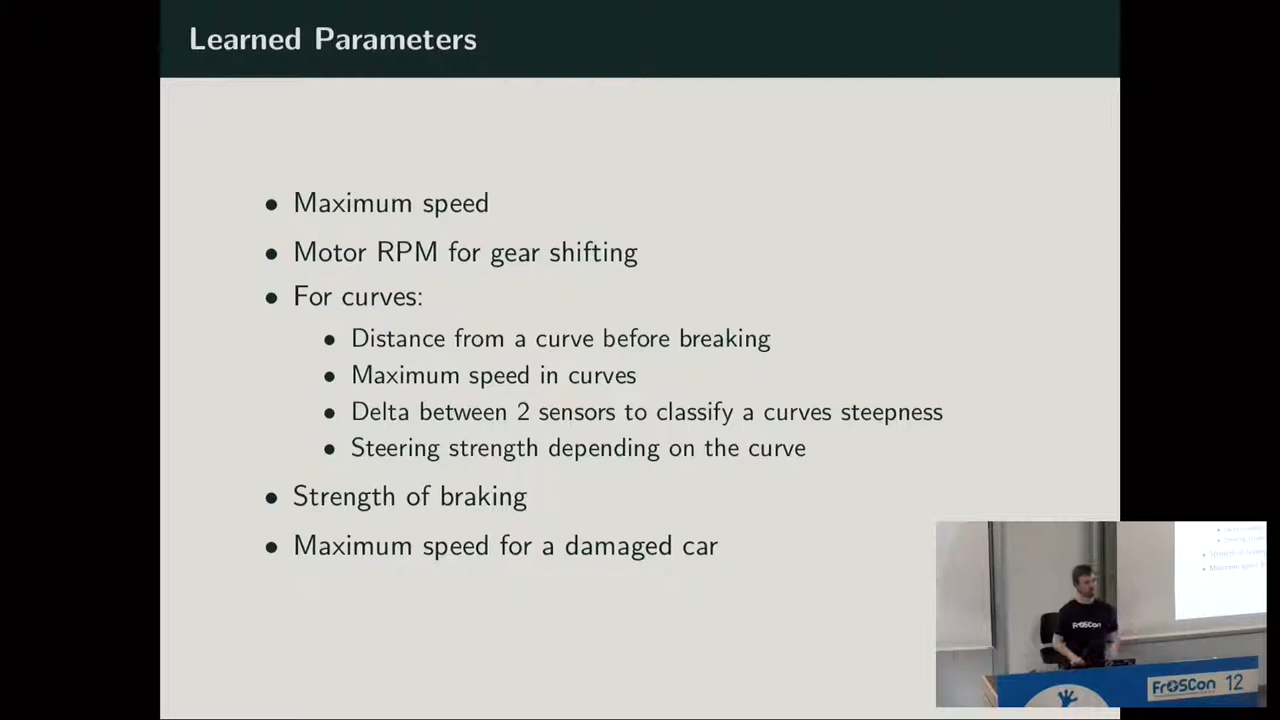 Learned Parameters
• Maximum speed
• Motor RPM for gear shifting
• For curves:
• Distance from a curve before breaking
• Maximum speed in curves
• Delta between 2 sensors to classify a curves steepness
• Steering strength depending on the curve
• Strength of braking
• Maximum speed for a damaged car
FrOSCon
FrOSCon 12